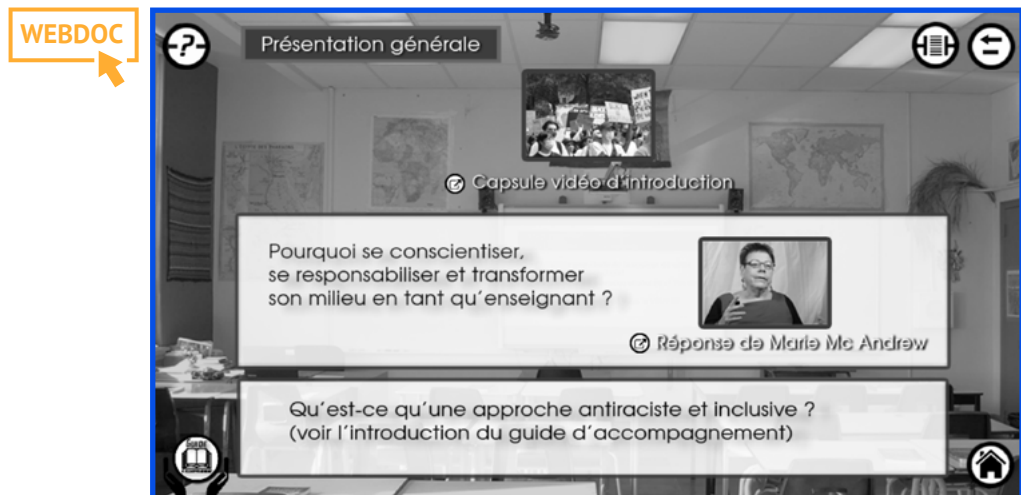 WEBDOC
-?-
Présentation générale
Capsule vidéo d'introduction
Pourquoi se conscientiser,
se responsabiliser et transformer
son milieu en tant qu'enseignant ?
Réponse de Marie Mc Andrew
Qu'est-ce qu'une approche antiraciste et inclusive ?
(voir l'introduction du guide d'accompagnement)
GUIDE